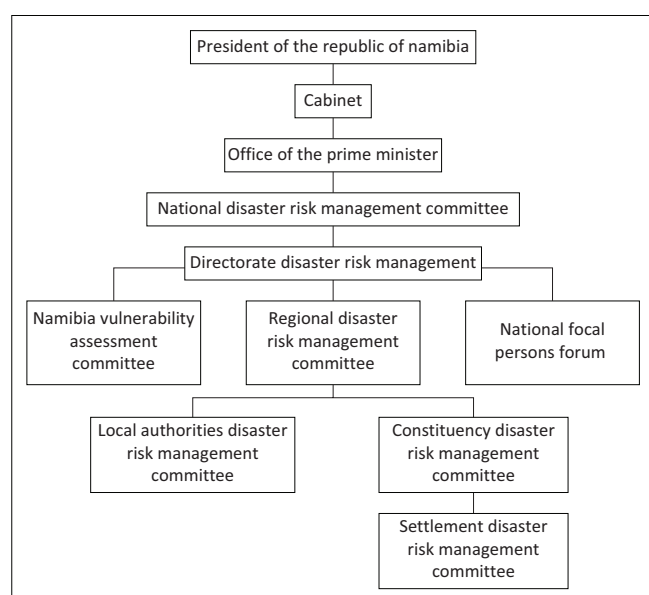 President of the republic of namibia
Cabinet
Office of the prime minister
National disaster risk management committee
Directorate disaster risk management
Namibia vulnerability
assessment
committee
Regional disaster
risk management
committee
National focal
persons forum
Local authorities disaster
risk management
committee
Constituency disaster
risk management
committee
Settlement disaster
risk management
committee